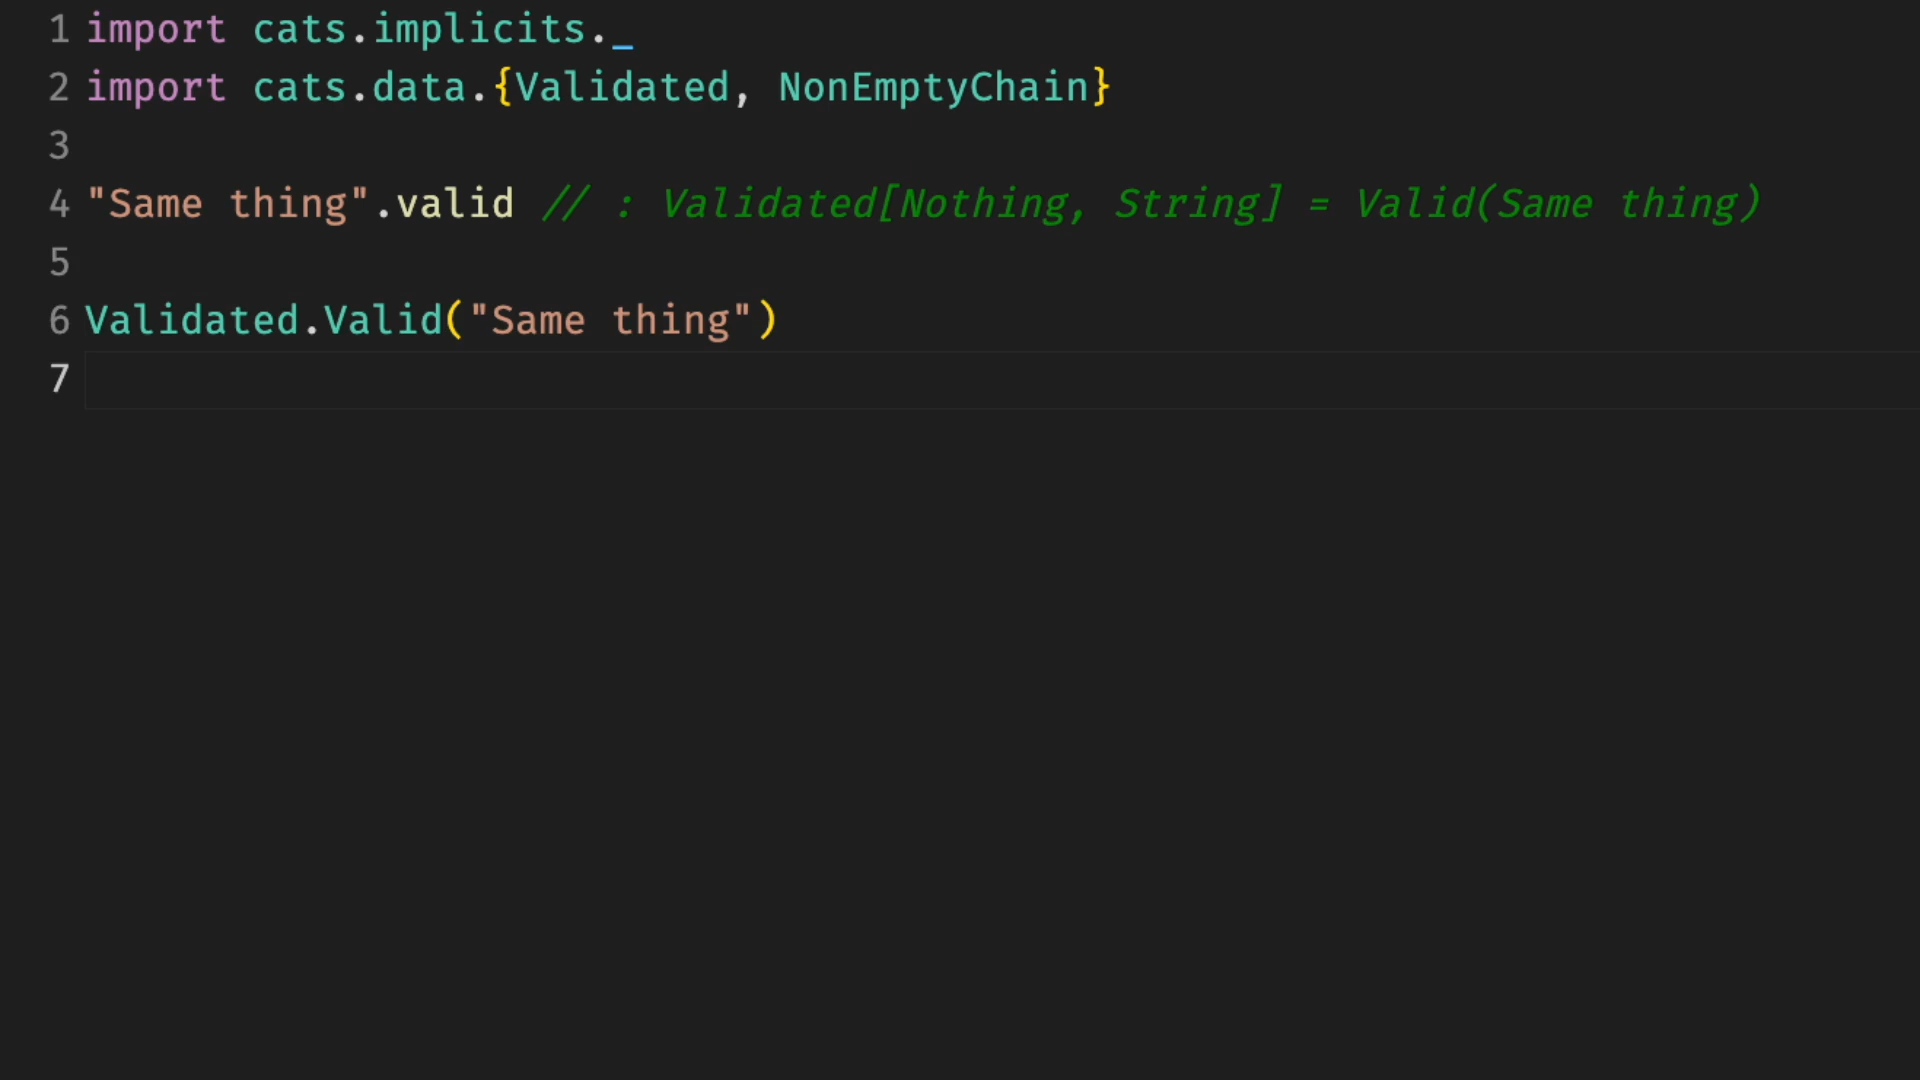 1 import cats.implicits._
2 import cats.data.{Validated, NonEmptyChain}
3
4 "Same thing".valid // : Validated[Nothing, String] = Valid(Same thing)
5
6 Validated.Valid("Same thing")
7